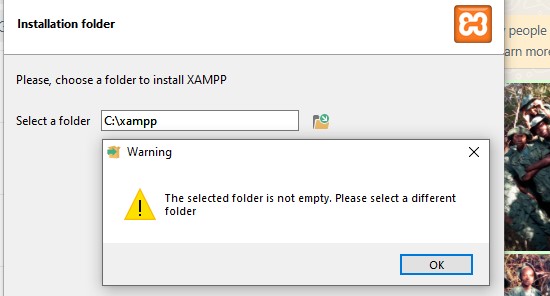 Installation folder
people
arn more
Please, choose a folder to install XAMPP
Select a folder C:\xampp
Warning
The selected folder is not empty. Please select a different
folder
OK